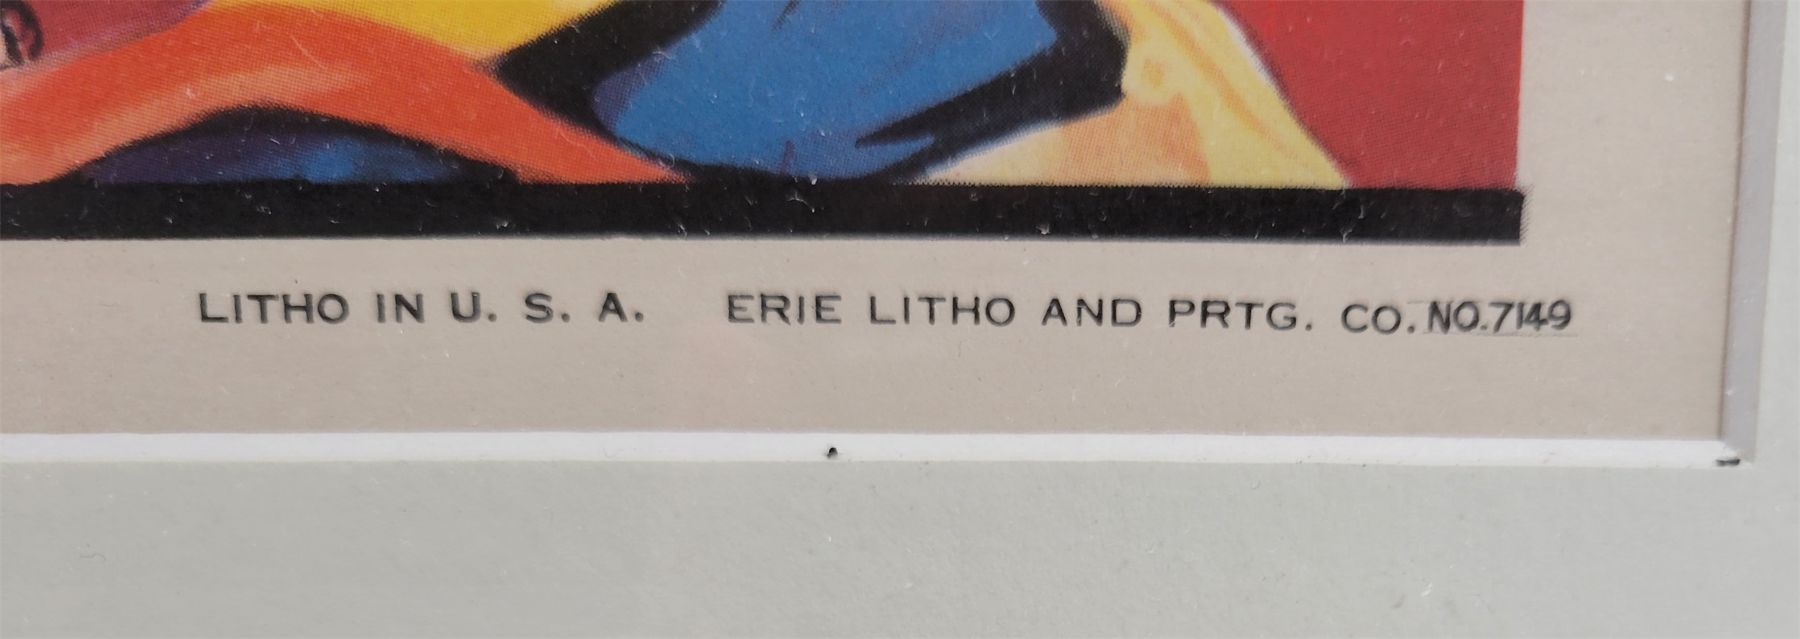 LITHO IN U. S. A. ERIE LITHO AND PRTG. CO. NO.7149